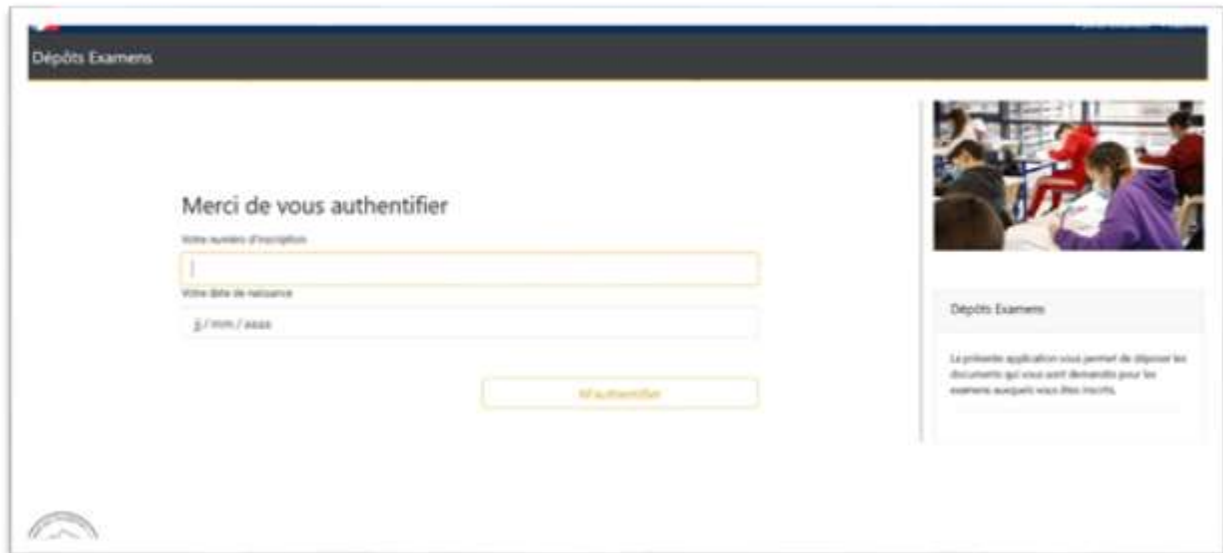 Dépôts Examens
Merci de vous authentifier
Votre numéro d'inscription
Votre date de naissance
jj / mm / aaaa
M'authentifier
Dépôts Examens
La présente application vous permet de déposer les
documents qui vous sont demandés pour les
examens auxquels vous êtes inscrits.